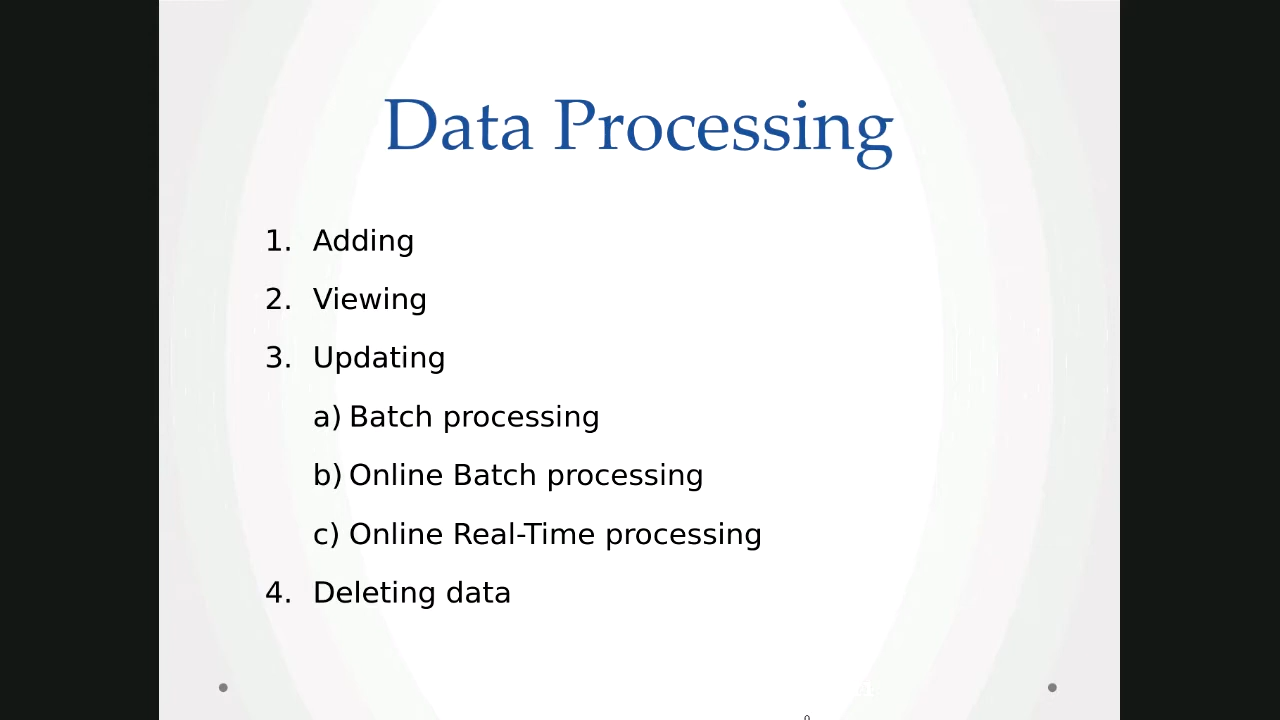 Data Processing
1. Adding
2. Viewing
3. Updating
a) Batch processing
b) Online Batch processing
c) Online Real-Time processing
4. Deleting data